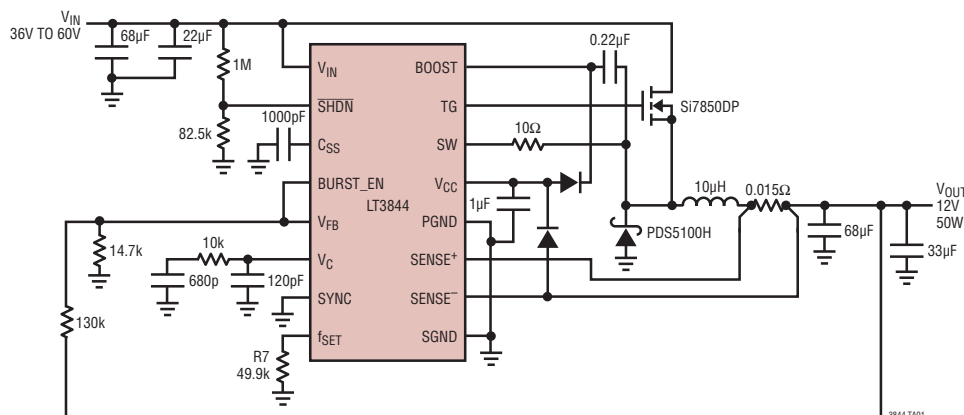 VIN
36V TO 60V
68µF
22µF
1M
82.5k
1000pF
VIN
SHDN
CSS
BURST_EN
VFB
VC
SYNC
fSET
LT3844
BOOST
TG
SW
VCC
PGND
SENSE+
SENSE–
SGND
0.22µF
Si7850DP
10Ω
1µF
10µH
0.015Ω
PDS5100H
68µF
VOUT
12V
50W
33µF
14.7k
10k
680p
120pF
130k
R7
49.9k
3844 TA01